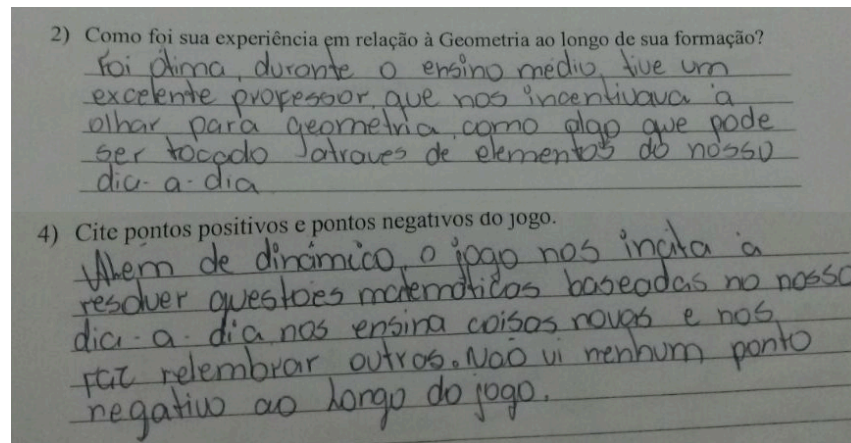 2) Como foi sua experiência em relação à Geometria ao longo de sua formação?
Foi ótima, durante o ensino médio, tive um
excelente professor, que nos incentivava a
olhar para geometria como algo que pode
ser tocado atraves de elementos do nosso
dia-a-dia
4) Cite pontos positivos e pontos negativos do jogo.
Alem de dinâmico, o jogo nos incita a
resolver questões matemáticas baseadas no nosso
dia-a-dia, nos ensina coisas novas e nos
faz relembrar outros. Não vi nenhum ponto
negativo ao longo do jogo.